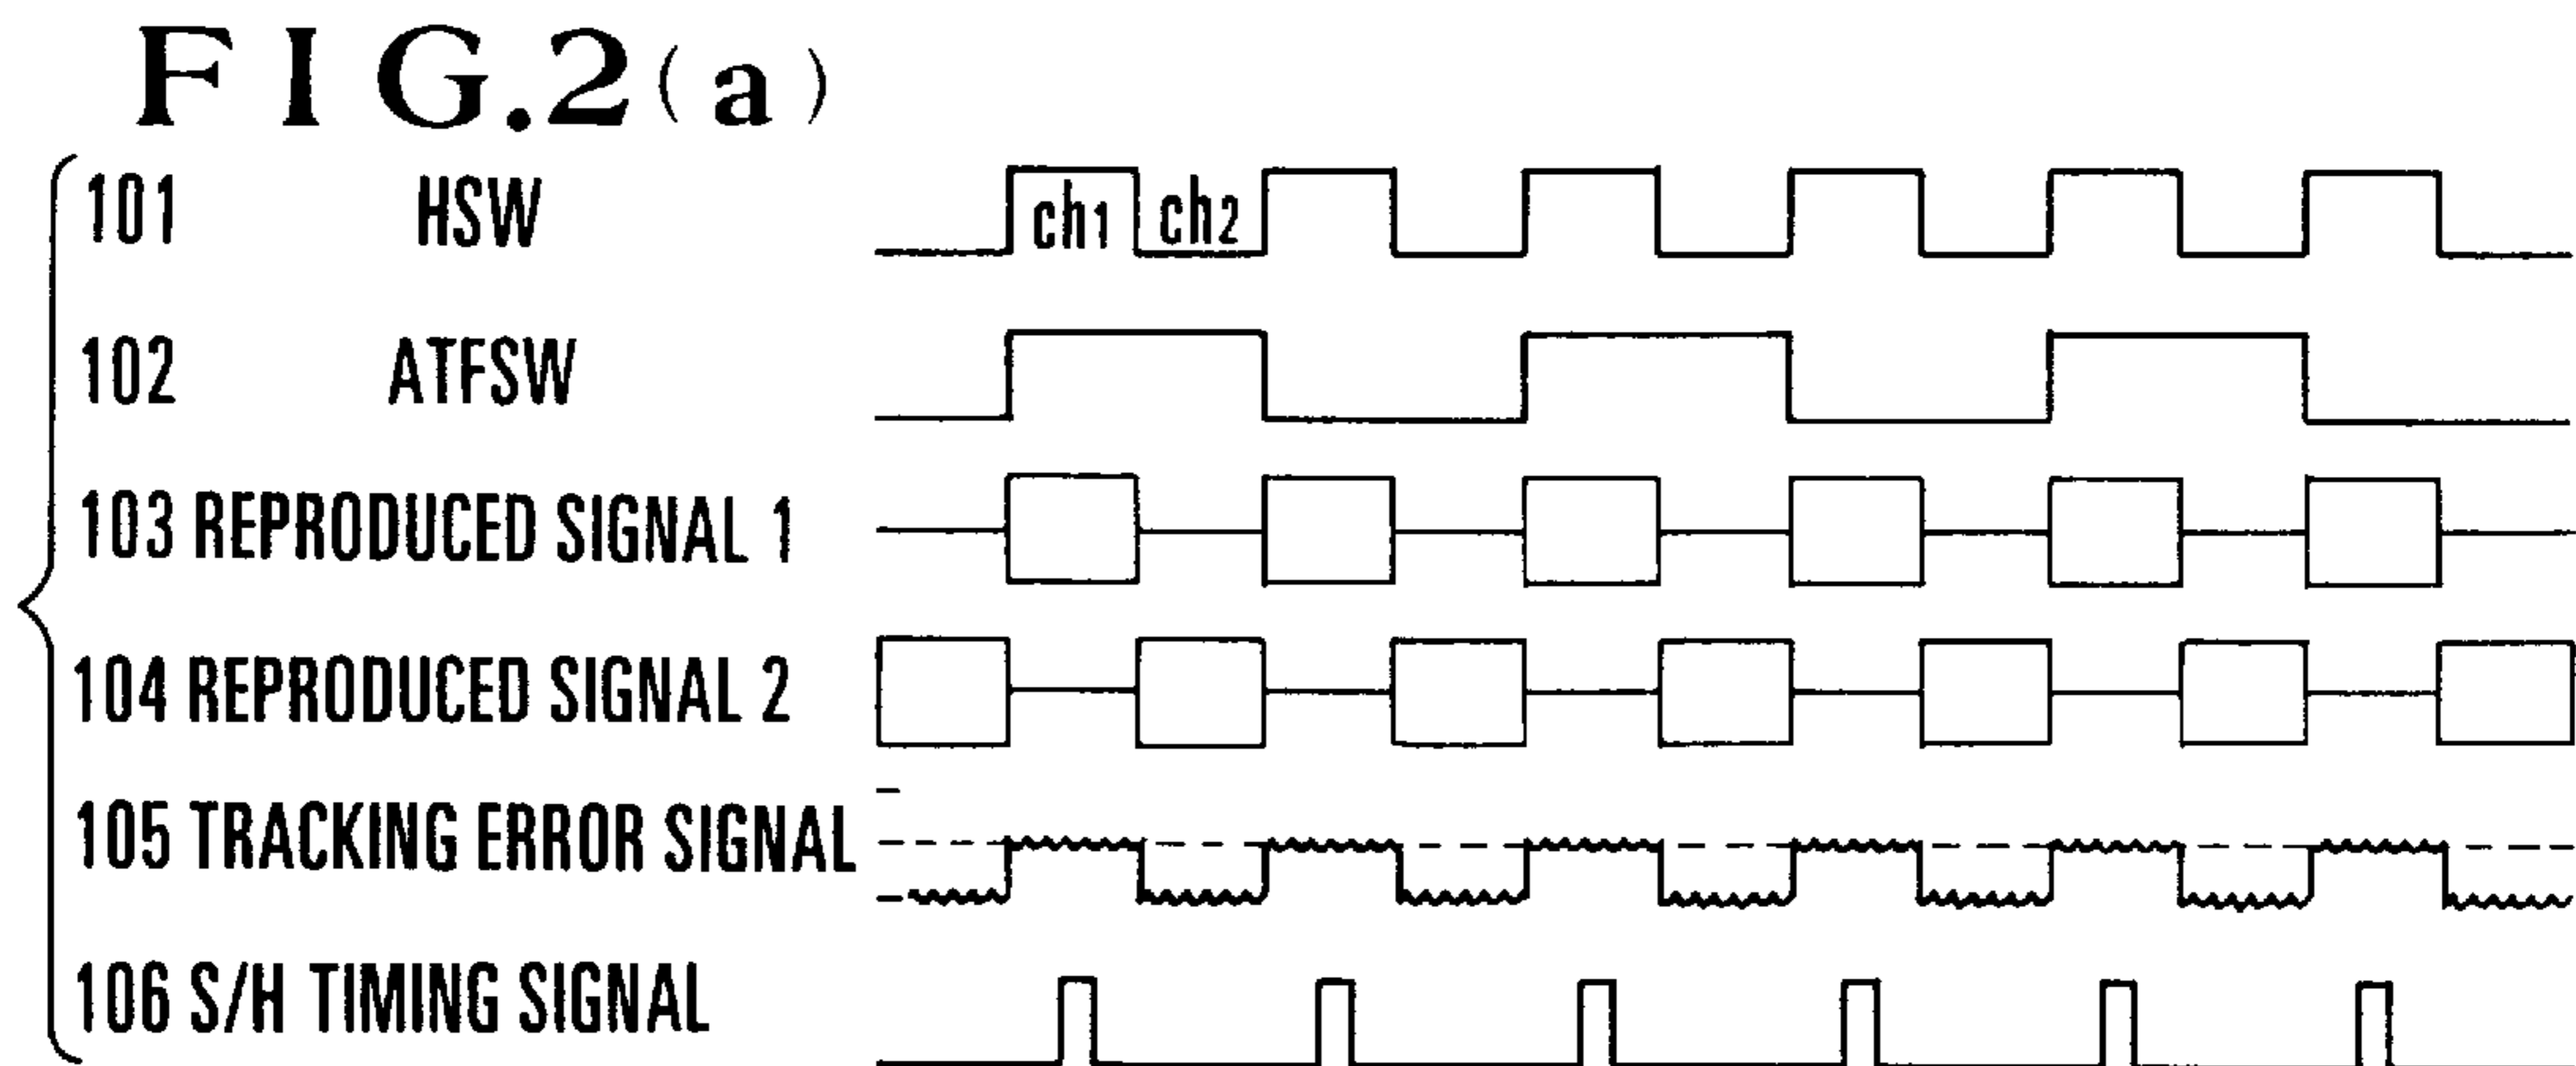 FIG.2(a)
101 HSW
ch1 ch2
102 ATFSW
103 REPRODUCED SIGNAL 1
104 REPRODUCED SIGNAL 2
105 TRACKING ERROR SIGNAL
106 S/H TIMING SIGNAL